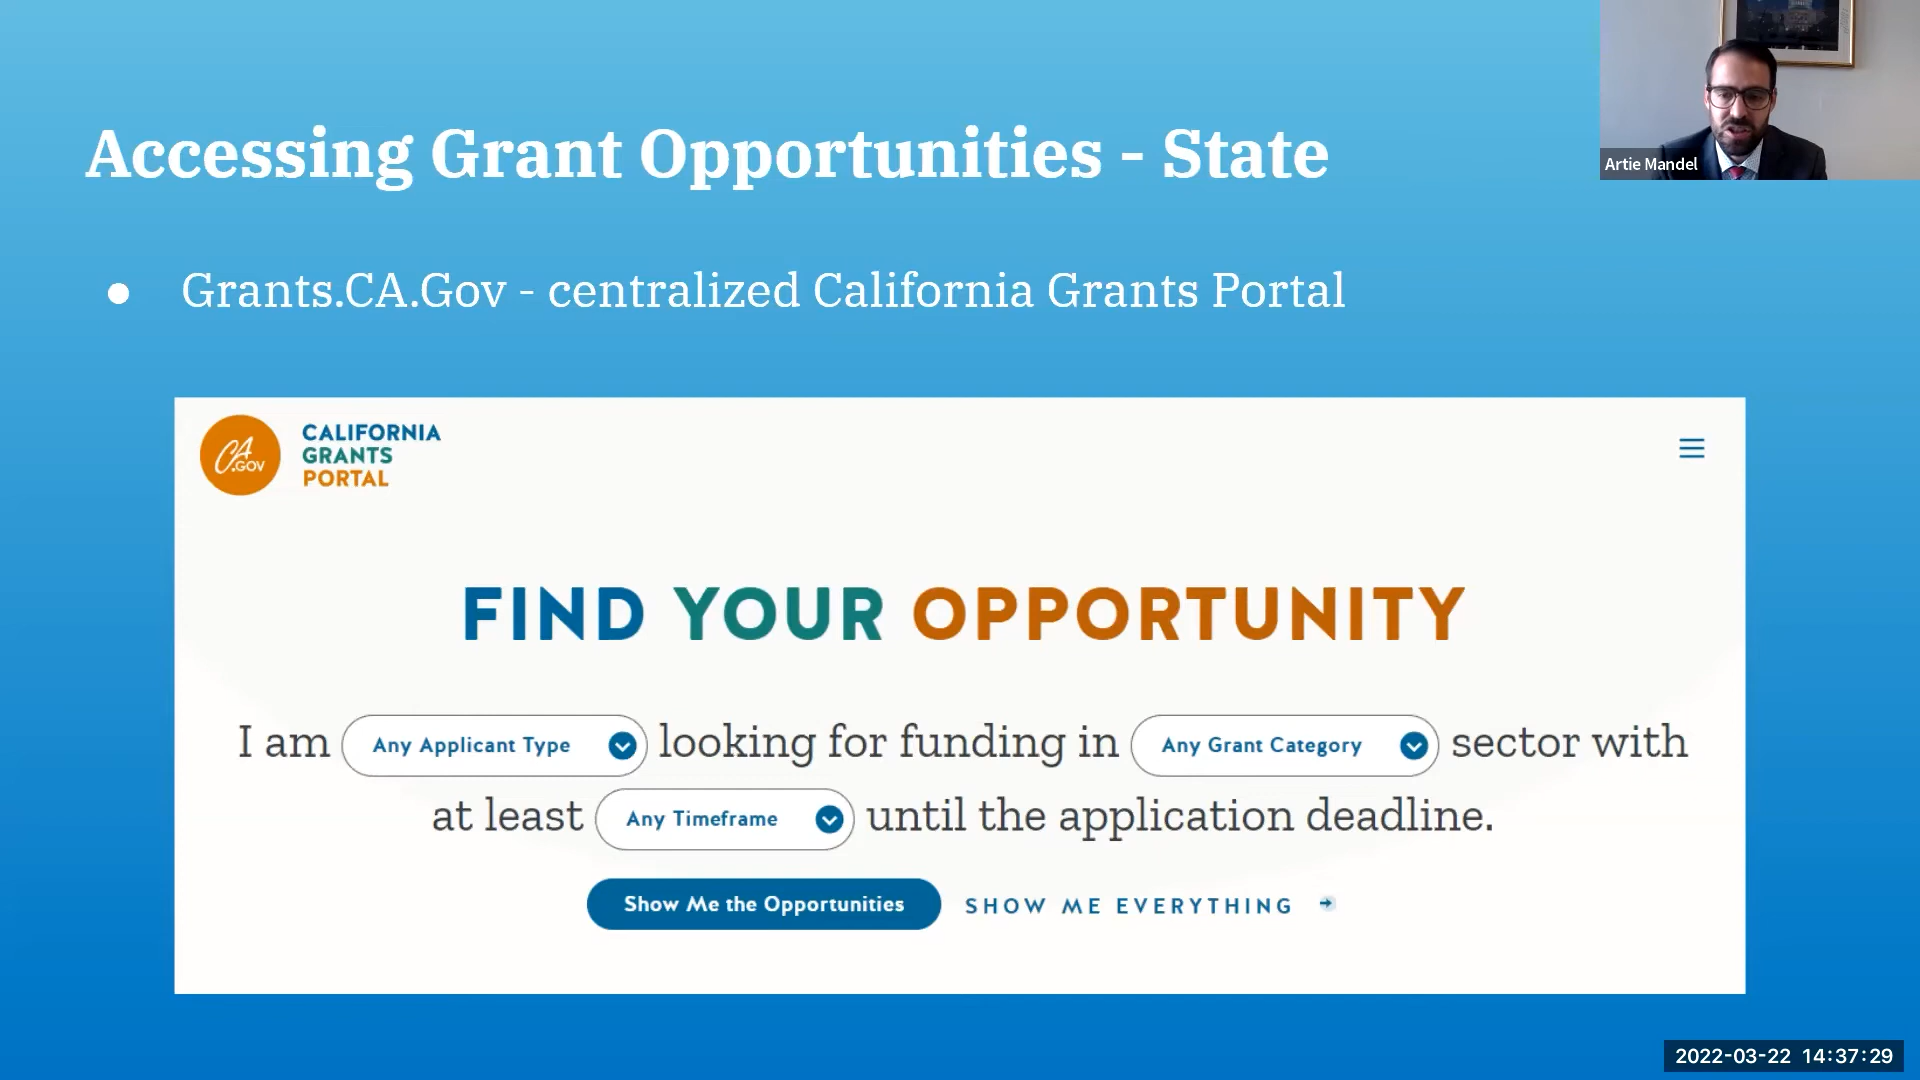 Accessing Grant Opportunities - State
Artie Mandel
● Grants.CA.Gov - centralized California Grants Portal
CA
.GOV
CALIFORNIA
GRANTS
PORTAL
FIND YOUR OPPORTUNITY
I am Any Applicant Type looking for funding in Any Grant Category sector with
at least Any Timeframe until the application deadline.
Show Me the Opportunities SHOW ME EVERYTHING
2022-03-22 14:37:29